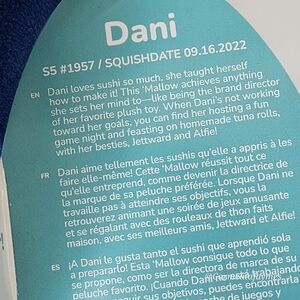 Dani
S5 #1957 / SQUISHDATE 09.16.2022
EN Dani loves sushi so much, she taught herself
how to make it! This 'Mallow achieves anything
she sets her mind to—like being the brand director
of her favorite plush toy. When Dani's not working
toward her goals, you can find her hosting a fun
game night and feasting on homemade tuna rolls,
with her besties, Jettward and Alfie!
FR Dani aime tellement les sushis qu'elle a appris à les
faire elle-même! Cette 'Mallow réussit tout ce
qu'elle entreprend, comme devenir la directrice de
la marque de sa peluche préférée. Lorsque Dani ne
travaille pas à atteindre ses objectifs, vous la
retrouverez animant une soirée de jeux amusante
et se régalant avec des rouleaux de thon faits
maison, avec ses meilleurs amis, Jettward et Alfie!
ES ¡A Dani le gusta tanto el sushi que aprendió sola
a prepararlo! Esta 'Mallow consigue todo lo que
se propone, como ser la directora de marca de su
peluche favorito. ¡Cuando Dani no está trabajando
seguir sus objetivos, puedes encontrarla
noche de juegos y